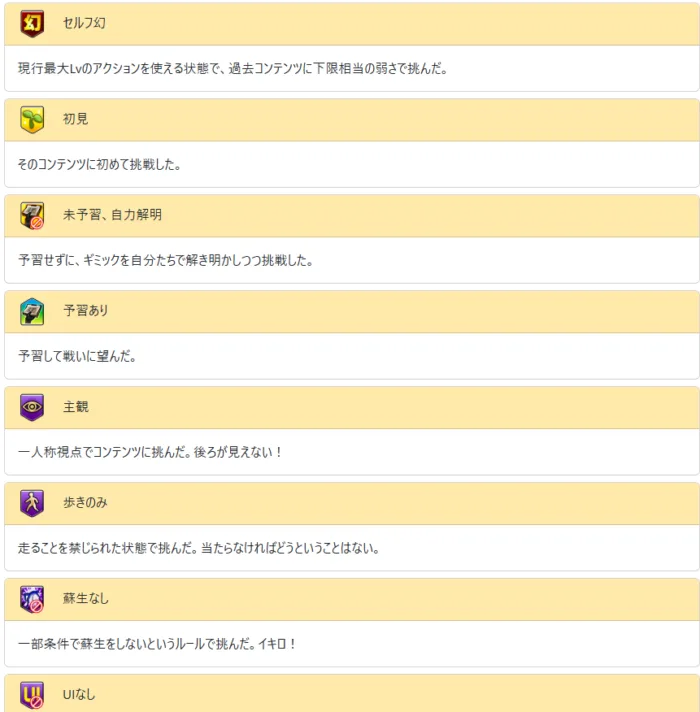 幻 セルフ幻
現行最大Lvのアクションを使える状態で、過去コンテンツに下限相当の弱さで挑んだ。
初見
そのコンテンツに初めて挑戦した。
未予習、自力解明
予習せずに、ギミックを自分たちで解き明かしつつ挑戦した。
予習あり
予習して戦いに望んだ。
主観
一人称視点でコンテンツに挑んだ。後ろが見えない！
歩きのみ
走ることを禁じられた状態で挑んだ。当たらなければどうということはない。
蘇生なし
一部条件で蘇生をしないというルールで挑んだ。イキロ！
UI UIなし